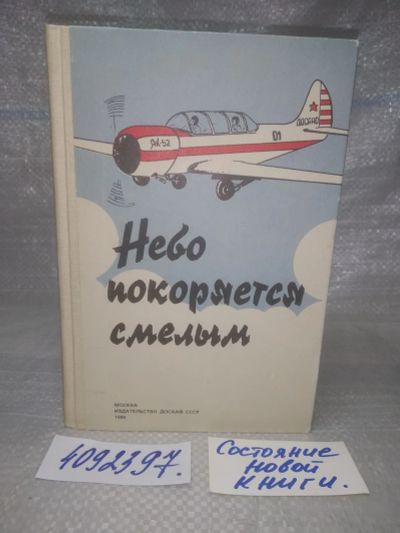 ДОСААФ
ЯК-52
01
Небо
покоряется
смелым
МОСКВА
ИЗДАТЕЛЬСТВО ДОСААФ СССР
4092397.
Состояние
новой
книги.